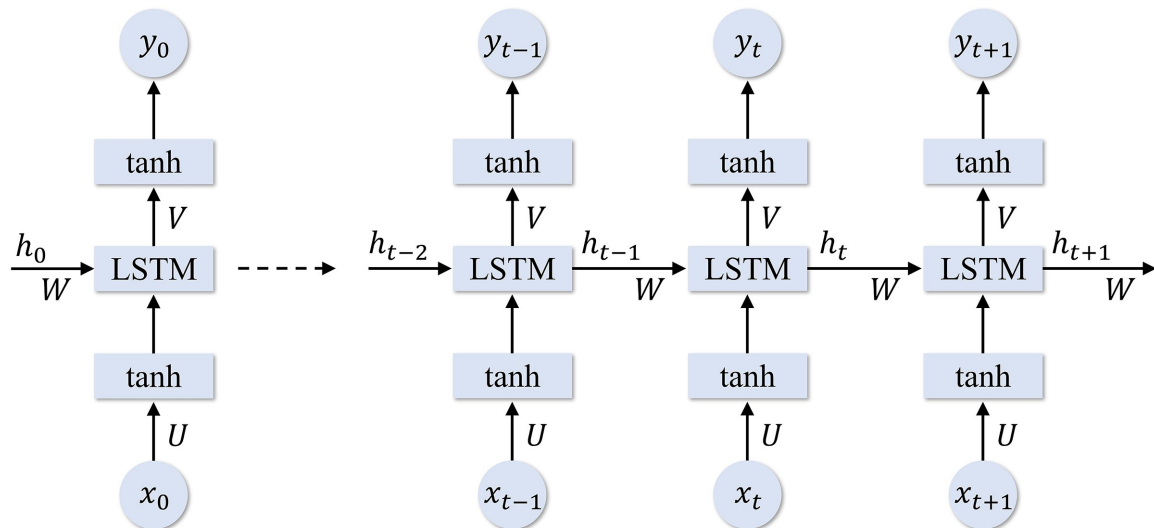 y₀ yₜ₋₁ yₜ yₜ₊₁
tanh tanh tanh tanh
V V V V
h₀ hₜ₋₂ hₜ₋₁ hₜ hₜ₊₁
LSTM LSTM LSTM LSTM
W W W W
tanh tanh tanh tanh
U U U U
x₀ xₜ₋₁ xₜ xₜ₊₁